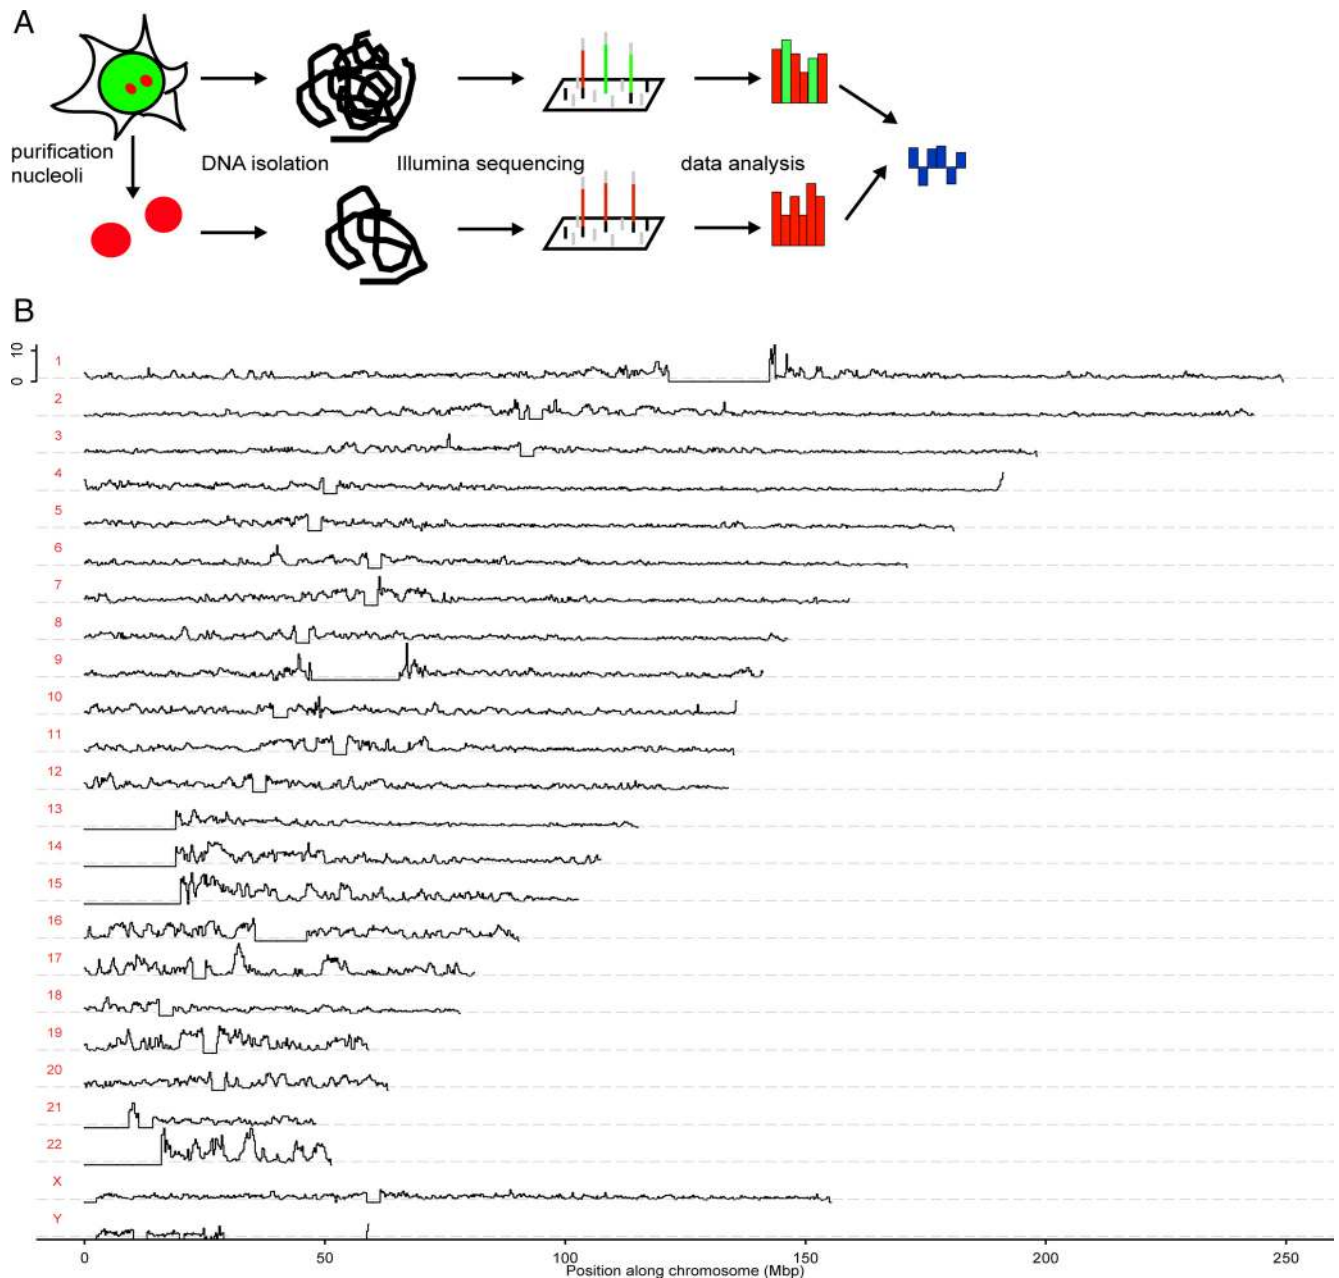 A
purification
nucleoli
DNA isolation
Illumina sequencing
data analysis
B
10
0
1
2
3
4
5
6
7
8
9
10
11
12
13
14
15
16
17
18
19
20
21
22
X
Y
0 50 100 150 200 250
Position along chromosome (Mbp)